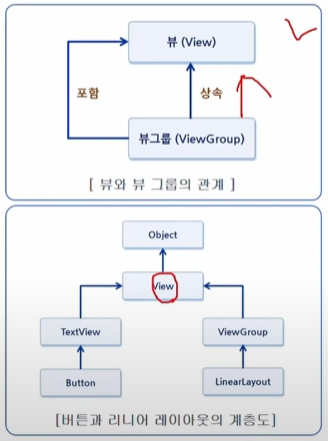 뷰 (View)
포함
상속
뷰그룹 (ViewGroup)
[ 뷰와 뷰 그룹의 관계 ]
Object
View
TextView
ViewGroup
Button
LinearLayout
[버튼과 리니어 레이아웃의 계층도]